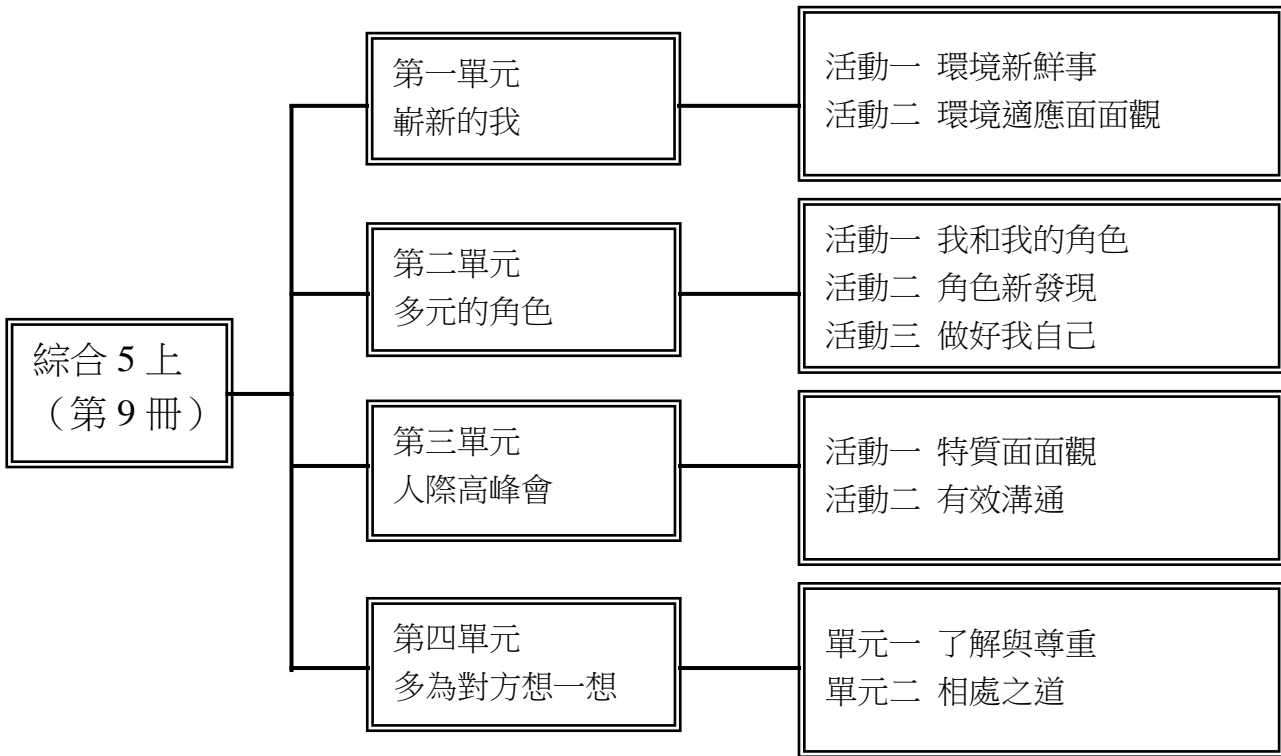 綜合 5 上
（第 9 冊）
第一單元
嶄新的我
活動一 環境新鮮事
活動二 環境適應面面觀
第二單元
多元的角色
活動一 我和我的角色
活動二 角色新發現
活動三 做好我自己
第三單元
人際高峰會
活動一 特質面面觀
活動二 有效溝通
第四單元
多為對方想一想
單元一 了解與尊重
單元二 相處之道